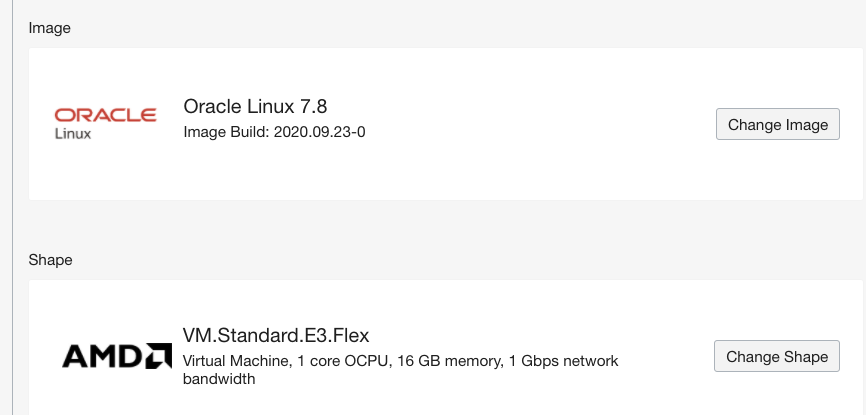 Image
ORACLE
Linux
Oracle Linux 7.8
Image Build: 2020.09.23-0
Change Image
Shape
AMD
VM.Standard.E3.Flex
Virtual Machine, 1 core OCPU, 16 GB memory, 1 Gbps network
bandwidth
Change Shape